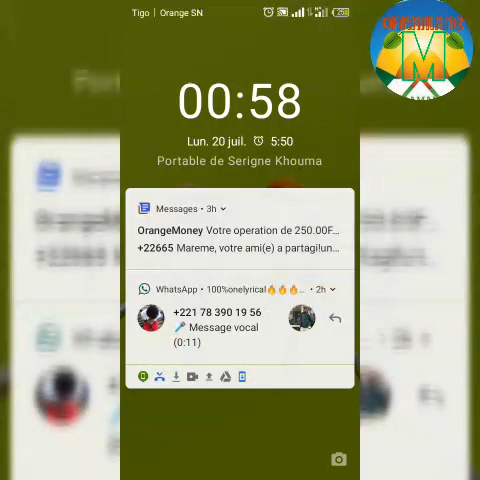 Tigo | Orange SN
25
00:58
Lun. 20 juil. 5:50
Portable de Serigne Khouma
Messages • 3h
OrangeMoney Votre operation de 250.00F...
+22665 Mareme, votre ami(e) a partagi!un...
WhatsApp • 100%onelyrical🔥🔥🔥... • 2h
+221 78 390 19 56
🎤 Message vocal
(0:11)
M